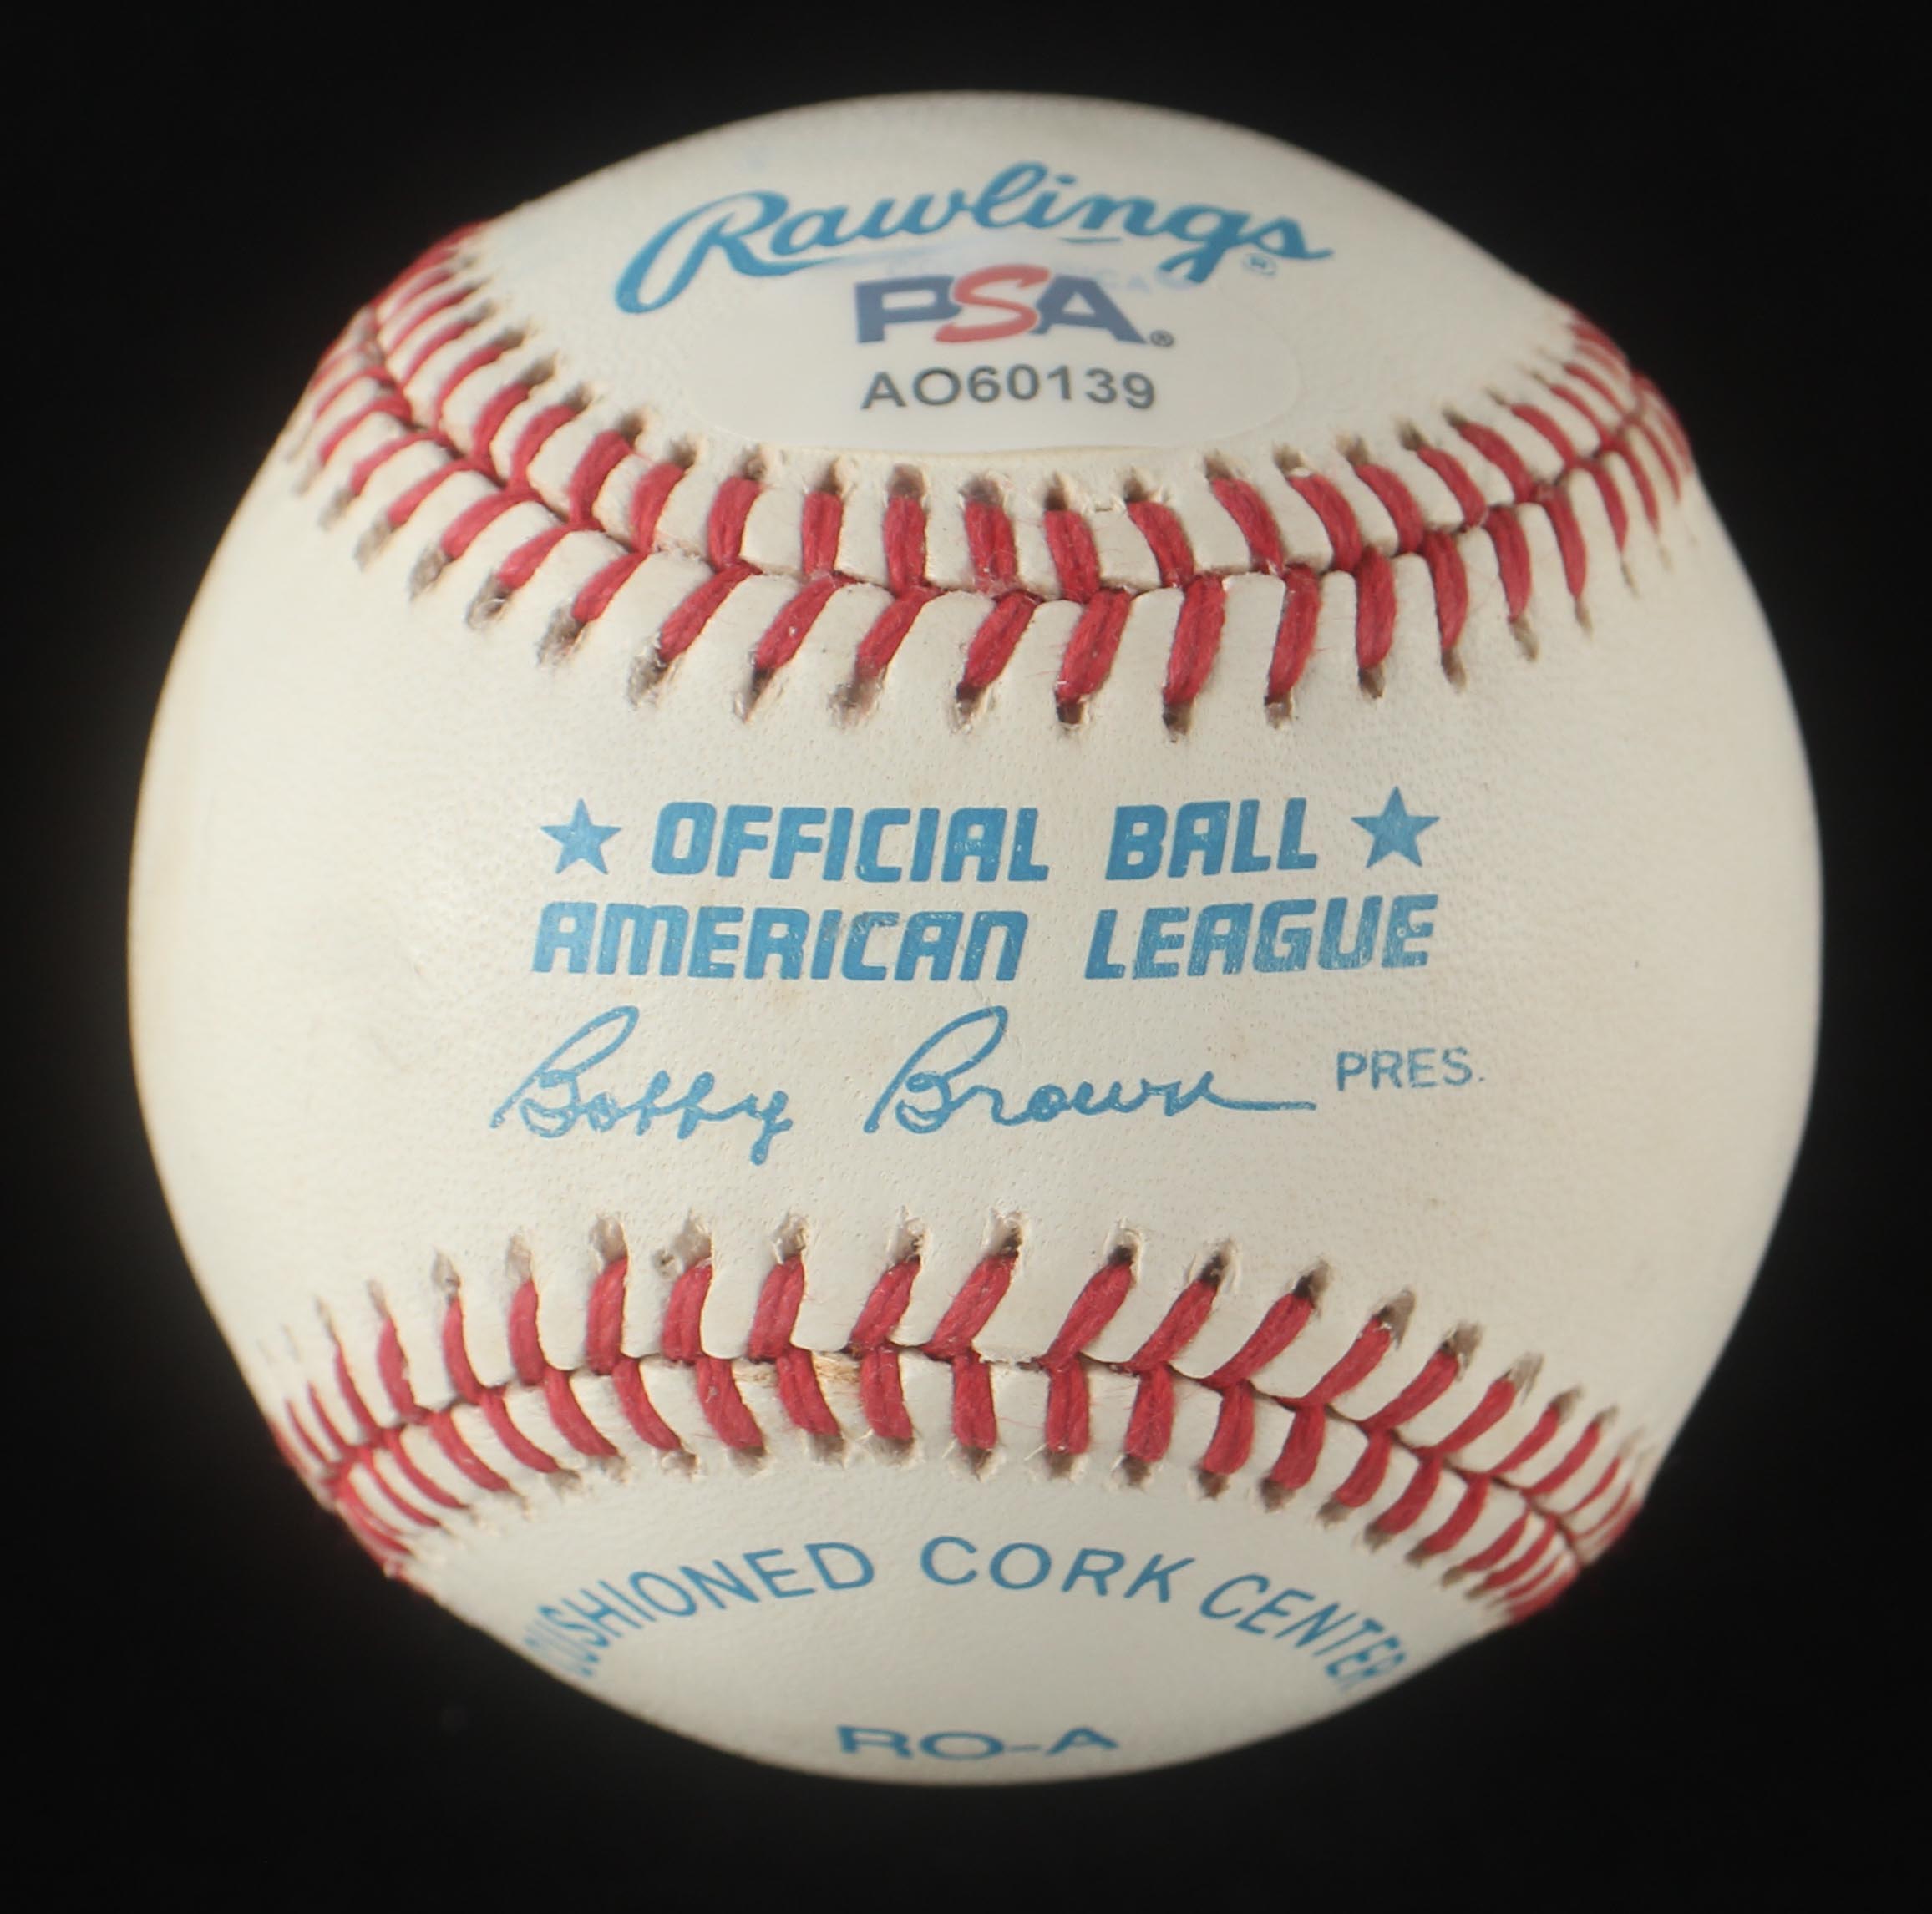 Rawlings®
PSA®
AO60139
★ OFFICIAL BALL ★
AMERICAN LEAGUE
Bobby Brown PRES.
CUSHIONED CORK CENTER
RO-A